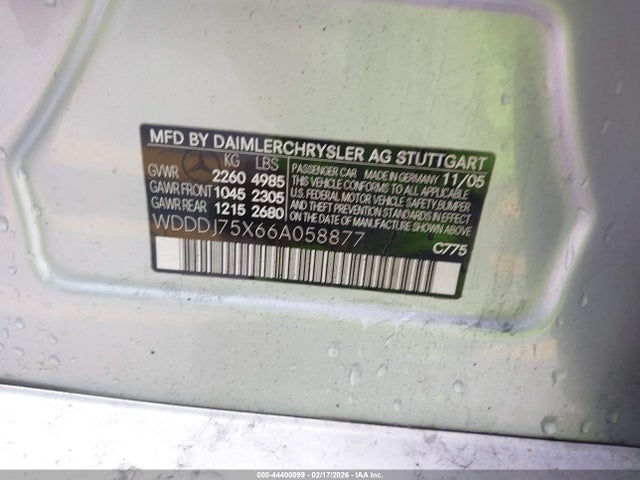 MFD BY DAIMLERCHRYSLER AG STUTTGART
KG LBS
GVWR 2260 4985
GAWR FRONT 1045 2305
GAWR REAR 1215 2680
PASSENGER CAR MADE IN GERMANY 11/05
THIS VEHICLE CONFORMS TO ALL APPLICABLE
U.S. FEDERAL MOTOR VEHICLE SAFETY, BUMPER
AND THEFT PREVENTION STANDARDS IN EFFECT
ON THE DATE OF MANUFACTURE SHOWN ABOVE.
WDDDJ75X66A058877
C775
000-44400099 - 02/17/2026 - IAA Inc.